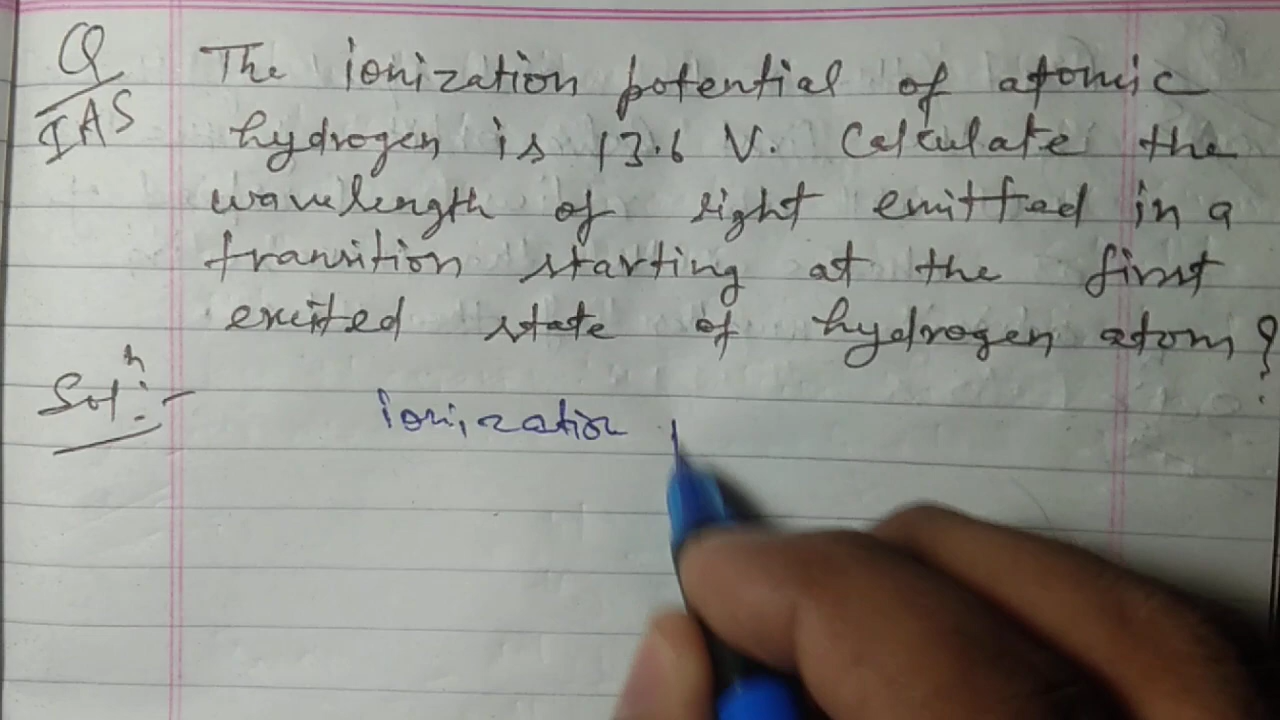 Q
IAS
The ionization potential of atomic
hydrogen is 13.6 V. Calculate the
wavelength of light emitted in a
transition starting at the first
excited state of hydrogen atom?
Solⁿ:-
ionization